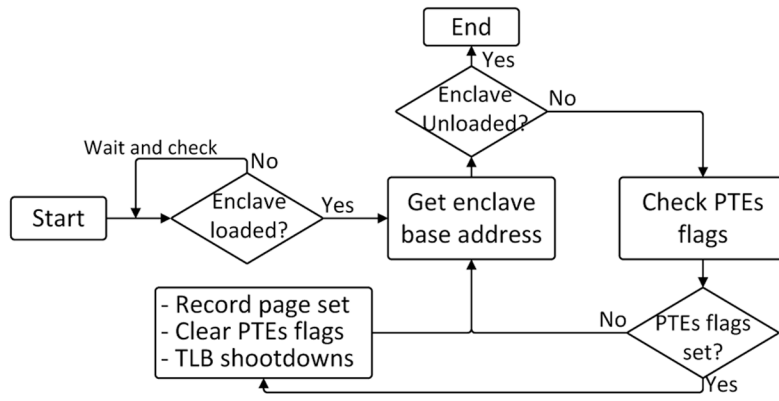 End
Yes
Enclave
Unloaded?
No
Wait and check
No
Start
Enclave
loaded?
Yes
Get enclave
base address
Check PTEs
flags
- Record page set
- Clear PTEs flags
- TLB shootdowns
No
PTEs flags
set?
Yes